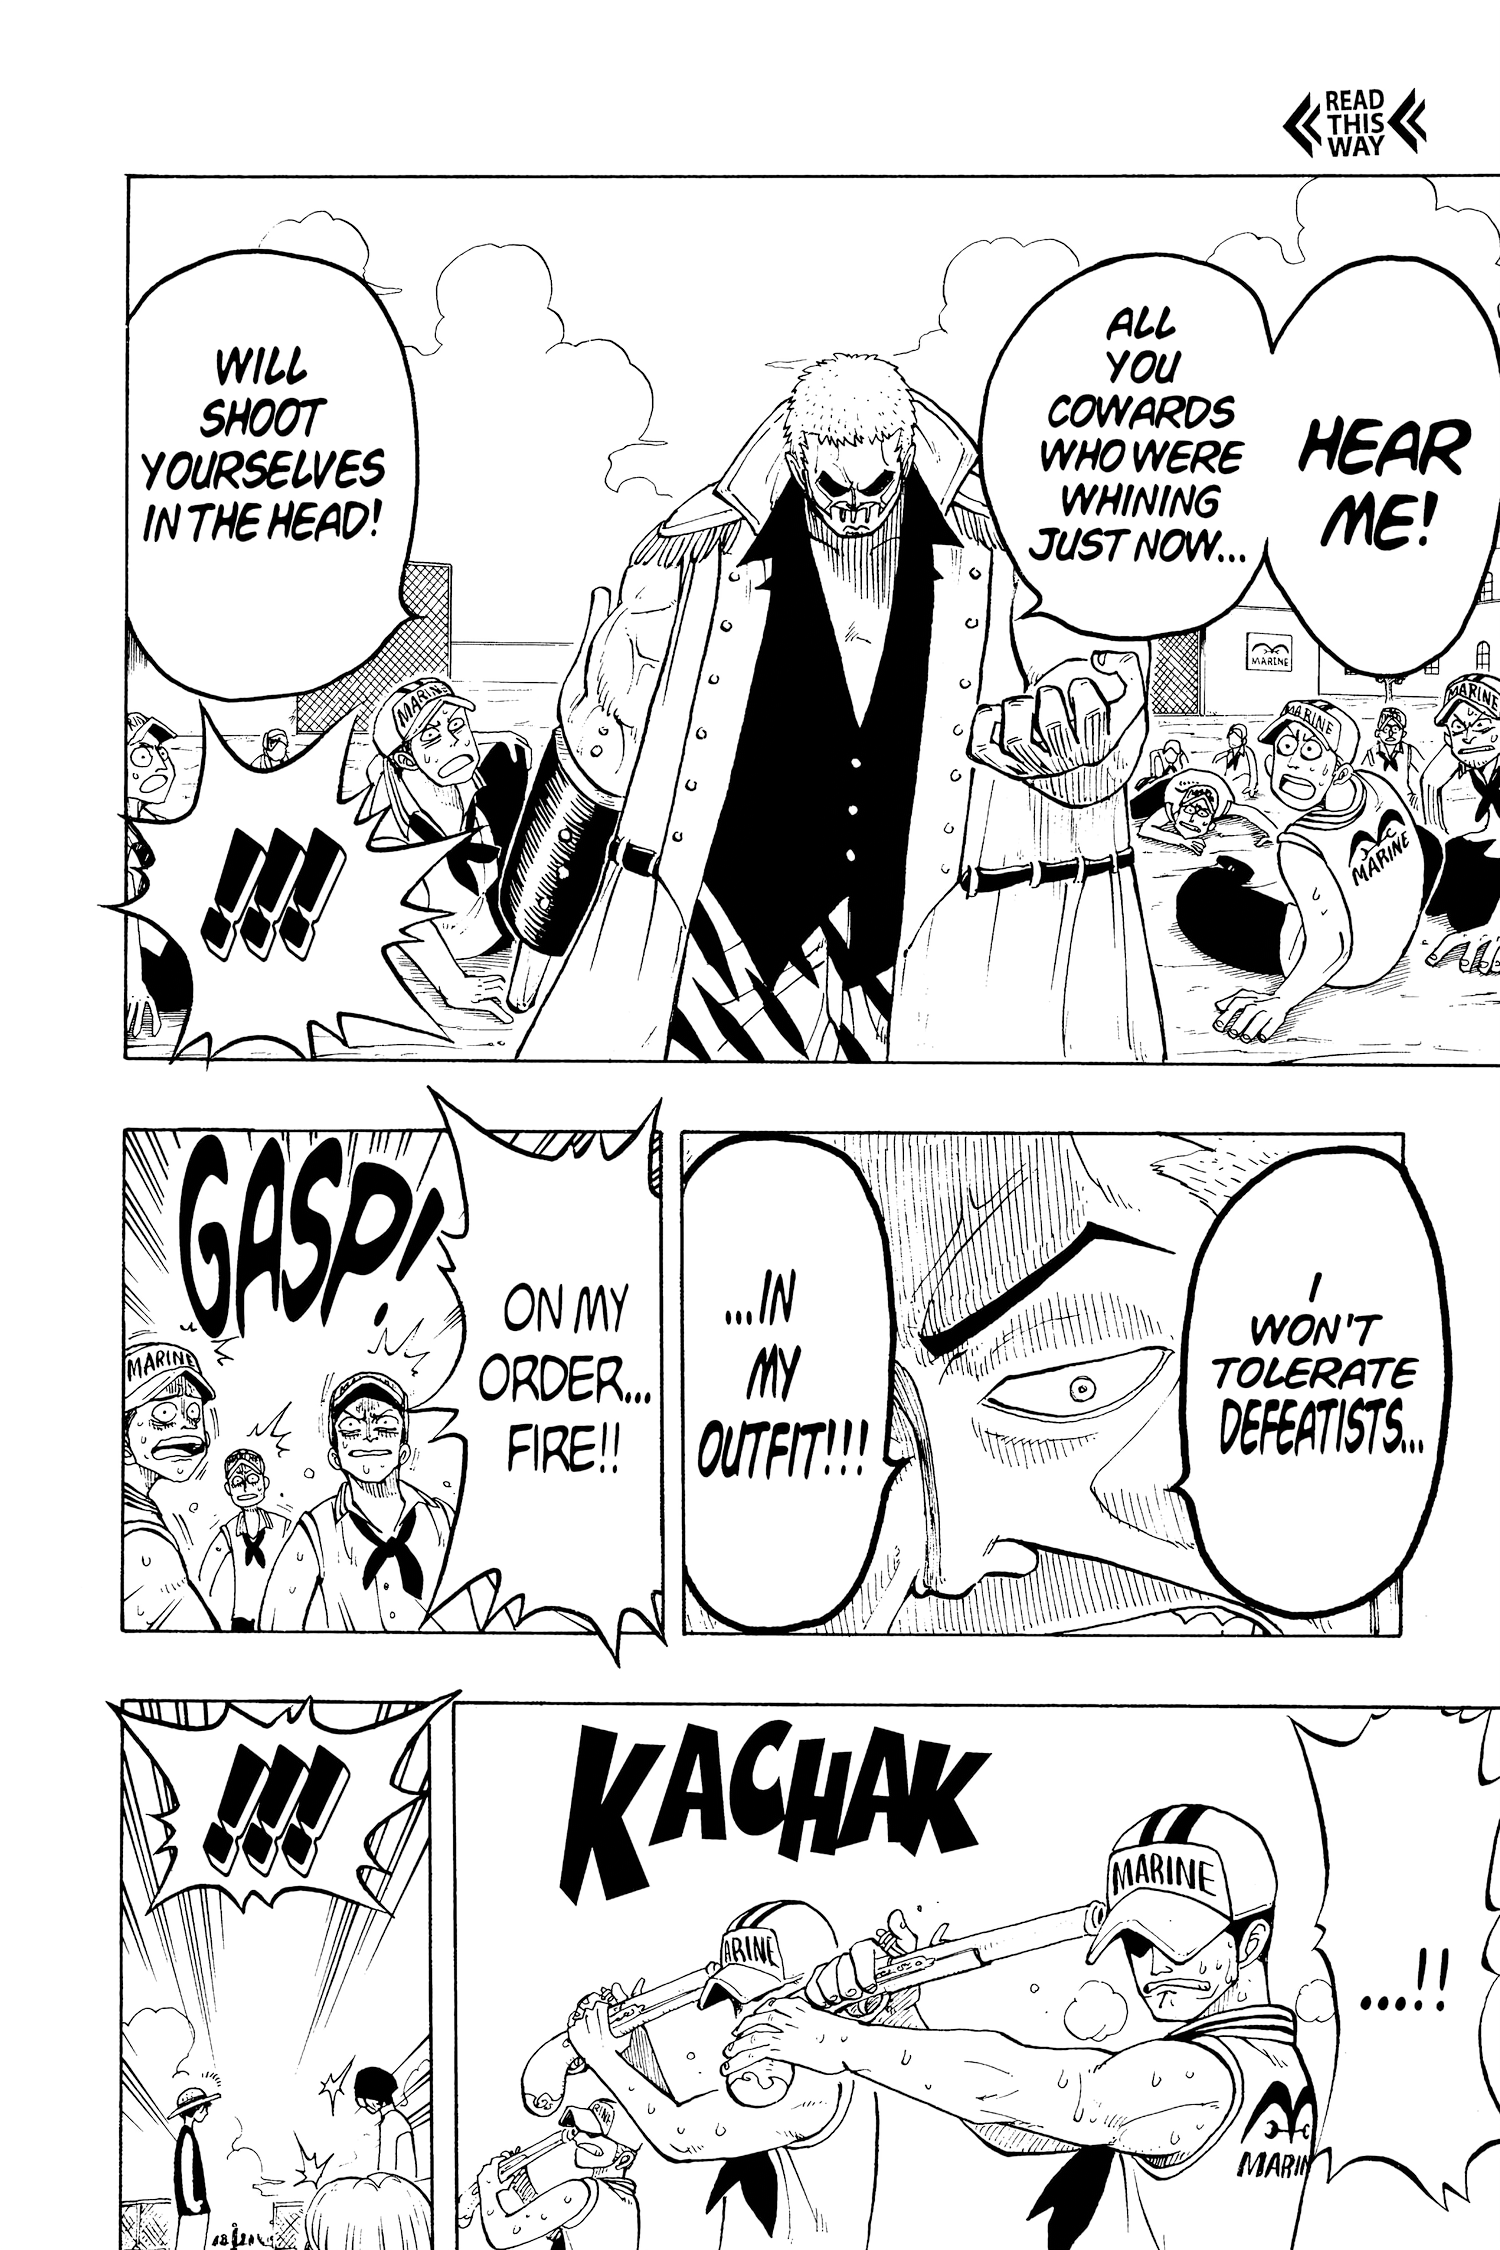 READ
THIS
WAY
HEAR
ME!
ALL
YOU
COWARDS
WHO WERE
WHINING
JUST NOW...
WILL
SHOOT
YOURSELVES
IN THE HEAD!
MARINE
MARINE
MARINE
MARINE
MARINE
!!!
I
WON'T
TOLERATE
DEFEATISTS...
...IN
MY
OUTFIT!!!
ON MY
ORDER...
FIRE!!
GASP!
MARINE
...!!
KACHAK
MARINE
ARINE
RINE
MARIN
!!!